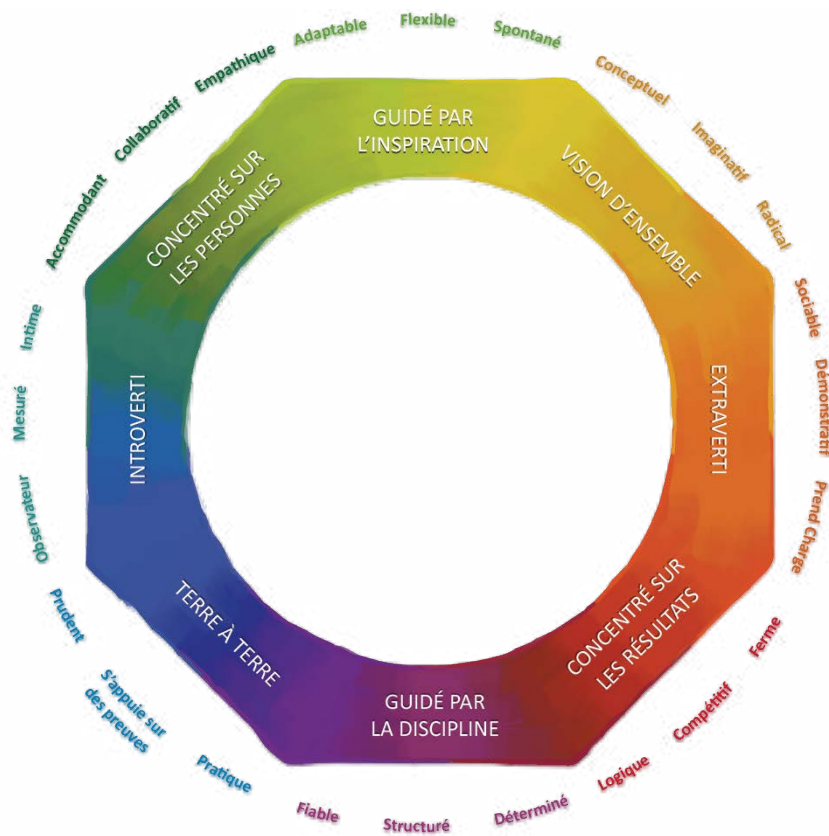 Adaptable
Flexible
Spontané
Conceptuel
Imaginatif
Radical
Sociable
Démonstratif
Prend Charge
Ferme
Compétitif
Logique
Déterminé
Structuré
Fiable
Pratique
S'appuie sur
des preuves
Prudent
Observateur
Mesuré
Intime
Accommodant
Collaboratif
Empathique
GUIDÉ PAR
L'INSPIRATION
VISION D'ENSEMBLE
EXTRAVERTI
CONCENTRÉ SUR
LES RÉSULTATS
GUIDÉ PAR
LA DISCIPLINE
TERRE À TERRE
INTROVERTI
CONCENTRÉ SUR
LES PERSONNES